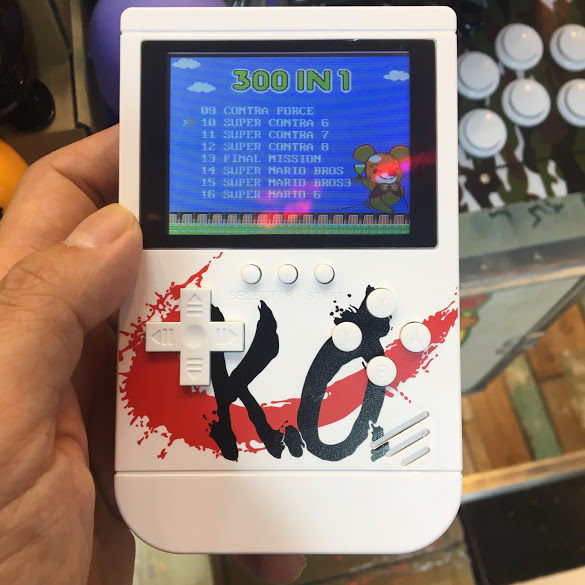 300 IN 1
09 CONTRA FORCE
10 SUPER CONTRA 6
11 SUPER CONTRA 7
12 SUPER CONTRA 8
13 FINAL MISSION
14 SUPER MARIO BROS
15 SUPER MARIO BROS3
16 SUPER MARIO 6
SELECT R START
X
Y A
B
K.O